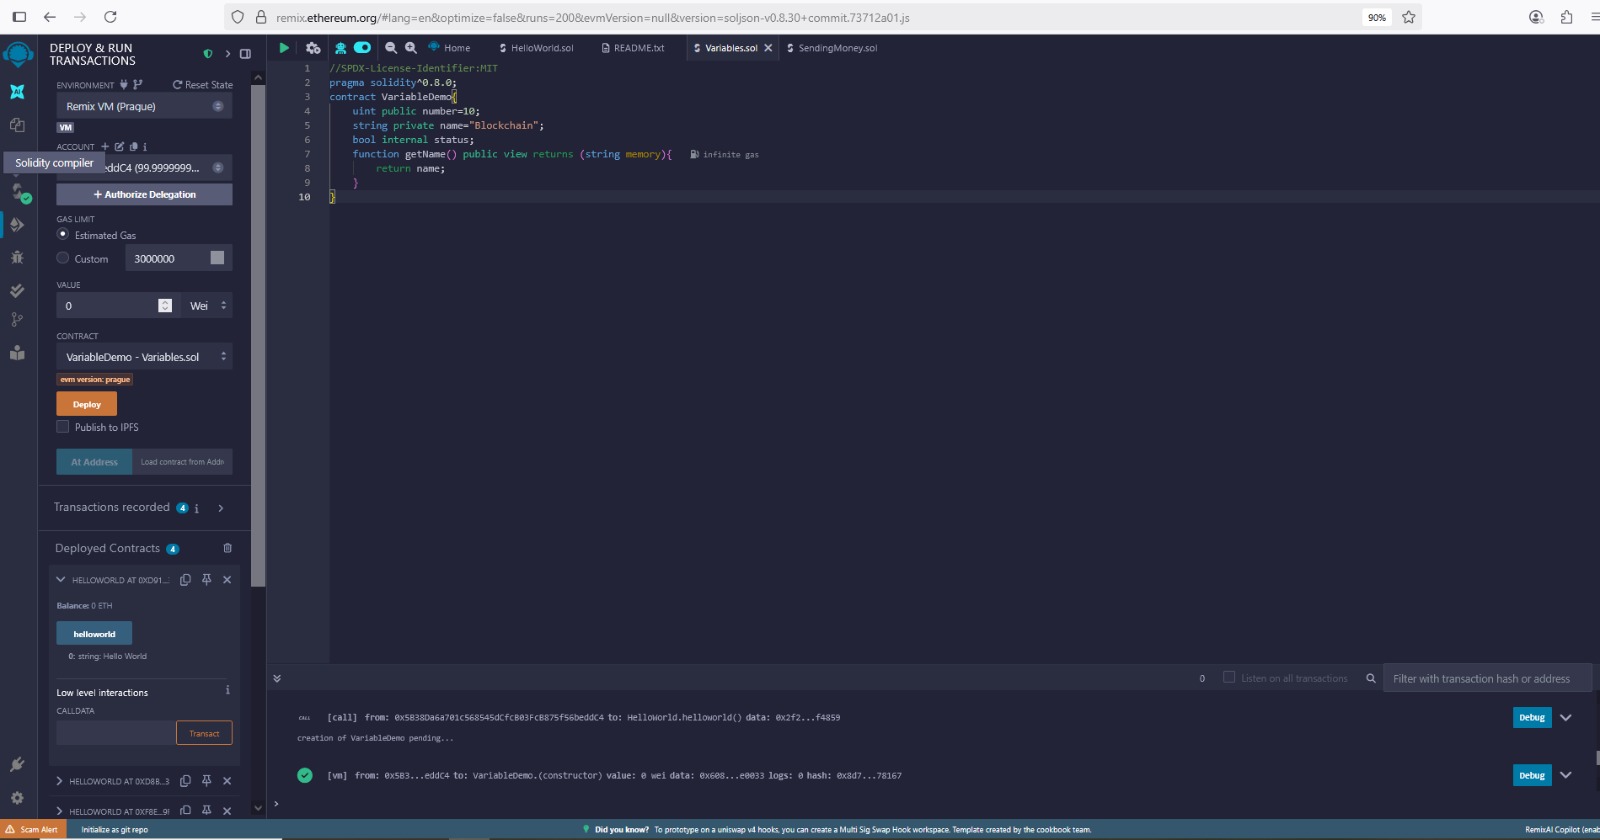 remix.ethereum.org/#lang=en&optimize=false&runs=200&evmVersion=null&version=soljson-v0.8.30+commit.73712a01.js
90%
DEPLOY & RUN
TRANSACTIONS
ENVIRONMENT
Reset State
Remix VM (Prague)
VM
ACCOUNT
Solidity compiler
eddC4 (99.9999999...
+ Authorize Delegation
GAS LIMIT
Estimated Gas
Custom
3000000
VALUE
0
Wei
CONTRACT
VariableDemo - Variables.sol
evm version: prague
Deploy
Publish to IPFS
At Address
Load contract from Addre
Transactions recorded 4 i
Deployed Contracts 4
HELLOWORLD AT 0XD91...
Balance: 0 ETH
helloworld
0: string: Hello World
Low level interactions
i
CALLDATA
Transact
HELLOWORLD AT 0XD8B...3
HELLOWORLD AT 0XF8E...9
Home
HelloWorld.sol
README.txt
Variables.sol
SendingMoney.sol
1 //SPDX-License-Identifier:MIT
2 pragma solidity^0.8.0;
3 contract VariableDemo{
4 uint public number=10;
5 string private name="Blockchain";
6 bool internal status;
7 function getName() public view returns (string memory){ infinite gas
8 return name;
9 }
10 }
0
Listen on all transactions
Filter with transaction hash or address
CALL [call] from: 0x5B38Da6a701c568545dCfcB03FcB875f56beddC4 to: HelloWorld.helloworld() data: 0x2f2...f4859
Debug
creation of VariableDemo pending...
[vm] from: 0x5B3...eddC4 to: VariableDemo.(constructor) value: 0 wei data: 0x608...e0033 logs: 0 hash: 0x8d7...78167
Debug
>
Scam Alert
Initialize as git repo
Did you know? To prototype on a uniswap v4 hooks, you can create a Multi Sig Swap Hook workspace. Template created by the cookbook team.
RemixAI Copilot (enab